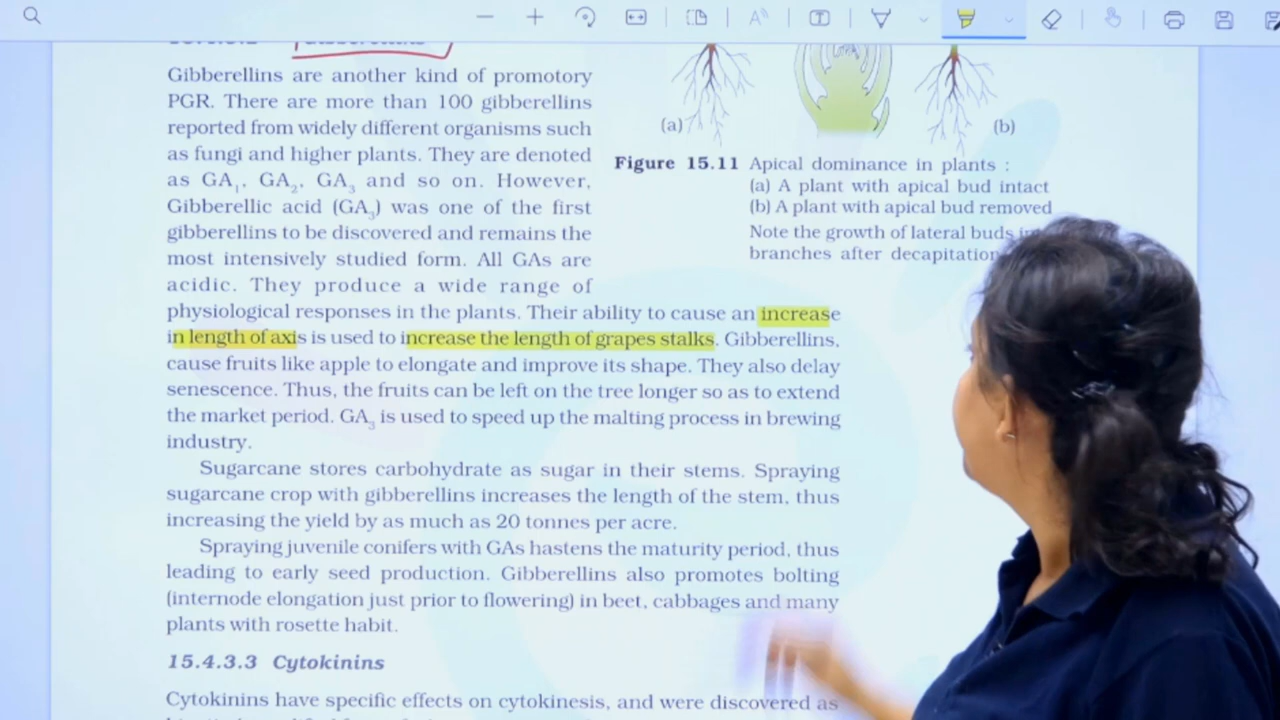 Gibberellins are another kind of promotory
PGR. There are more than 100 gibberellins
reported from widely different organisms such
as fungi and higher plants. They are denoted
as GA₁, GA₂, GA₃ and so on. However,
Gibberellic acid (GA₃) was one of the first
gibberellins to be discovered and remains the
most intensively studied form. All GAs are
acidic. They produce a wide range of
physiological responses in the plants. Their ability to cause an increase
in length of axis is used to increase the length of grapes stalks. Gibberellins,
cause fruits like apple to elongate and improve its shape. They also delay
senescence. Thus, the fruits can be left on the tree longer so as to extend
the market period. GA₃ is used to speed up the malting process in brewing
industry.
Sugarcane stores carbohydrate as sugar in their stems. Spraying
sugarcane crop with gibberellins increases the length of the stem, thus
increasing the yield by as much as 20 tonnes per acre.
Spraying juvenile conifers with GAs hastens the maturity period, thus
leading to early seed production. Gibberellins also promotes bolting
(internode elongation just prior to flowering) in beet, cabbages and many
plants with rosette habit.
15.4.3.3 Cytokinins
Cytokinins have specific effects on cytokinesis, and were discovered as
(a)
(b)
Figure 15.11 Apical dominance in plants :
(a) A plant with apical bud intact
(b) A plant with apical bud removed
Note the growth of lateral buds
branches after decapitation